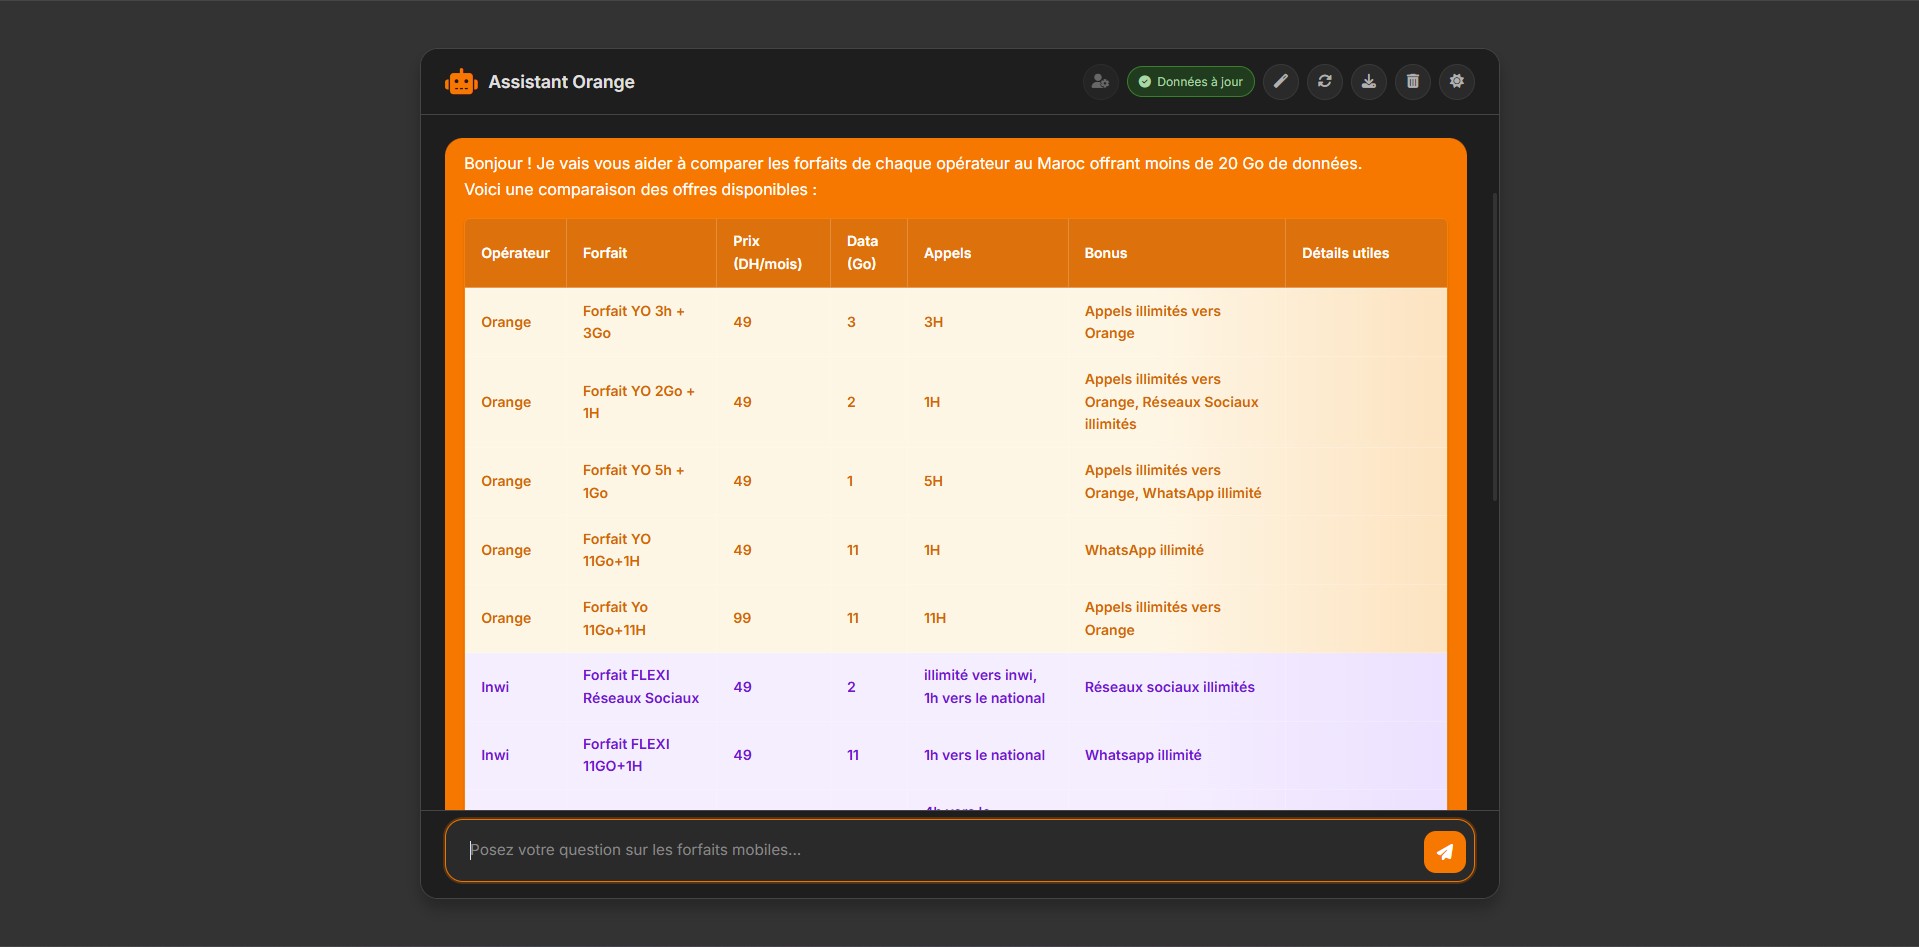 Assistant Orange
Données à jour
Bonjour ! Je vais vous aider à comparer les forfaits de chaque opérateur au Maroc offrant moins de 20 Go de données.
Voici une comparaison des offres disponibles :
Opérateur Forfait Prix (DH/mois) Data (Go) Appels Bonus Détails utiles
Orange Forfait YO 3h + 3Go 49 3 3H Appels illimités vers Orange
Orange Forfait YO 2Go + 1H 49 2 1H Appels illimités vers Orange, Réseaux Sociaux illimités
Orange Forfait YO 5h + 1Go 49 1 5H Appels illimités vers Orange, WhatsApp illimité
Orange Forfait YO 11Go+1H 49 11 1H WhatsApp illimité
Orange Forfait Yo 11Go+11H 99 11 11H Appels illimités vers Orange
Inwi Forfait FLEXI Réseaux Sociaux 49 2 illimité vers inwi, 1h vers le national Réseaux sociaux illimités
Inwi Forfait FLEXI 11GO+1H 49 11 1h vers le national Whatsapp illimité
Posez votre question sur les forfaits mobiles...